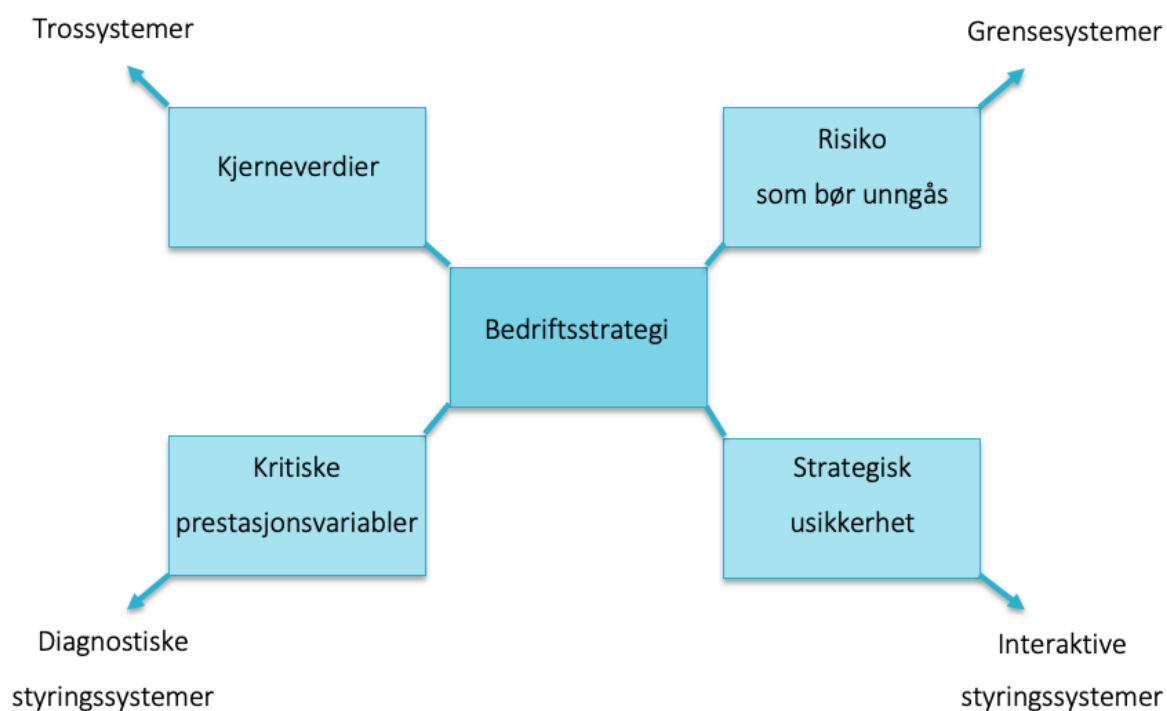 Trossystemer
Grensesystemer
Kjerneverdier
Risiko
som bør unngås
Bedriftsstrategi
Kritiske
prestasjonsvariabler
Strategisk
usikkerhet
Diagnostiske
styringssystemer
Interaktive
styringssystemer